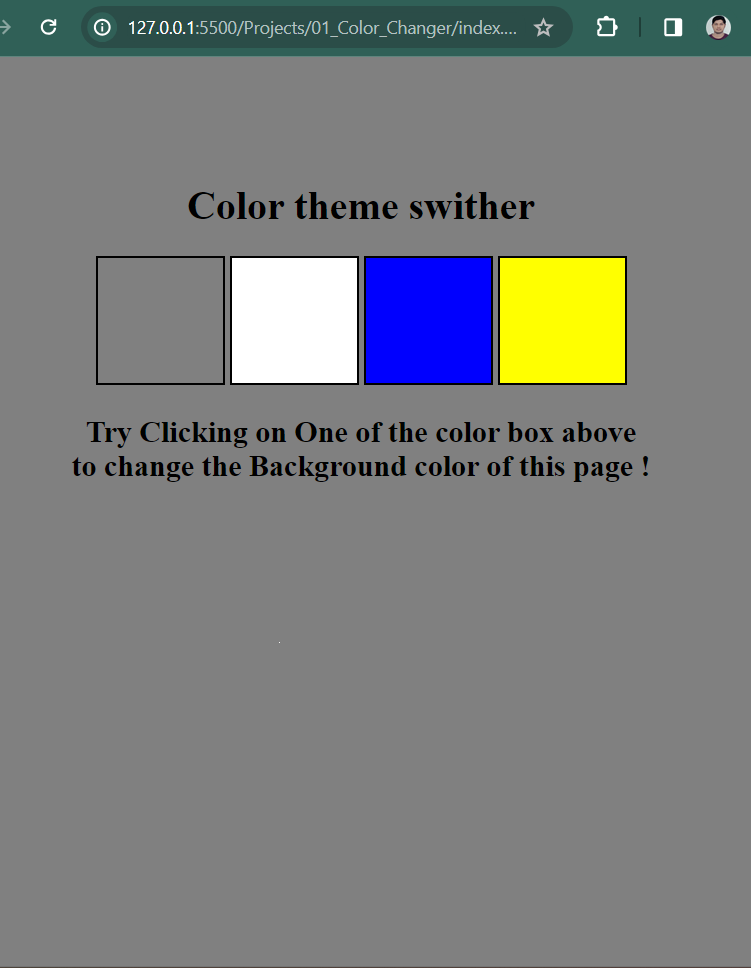 127.0.0.1:5500/Projects/01_Color_Changer/index....
Color theme swither
Try Clicking on One of the color box above
to change the Background color of this page !